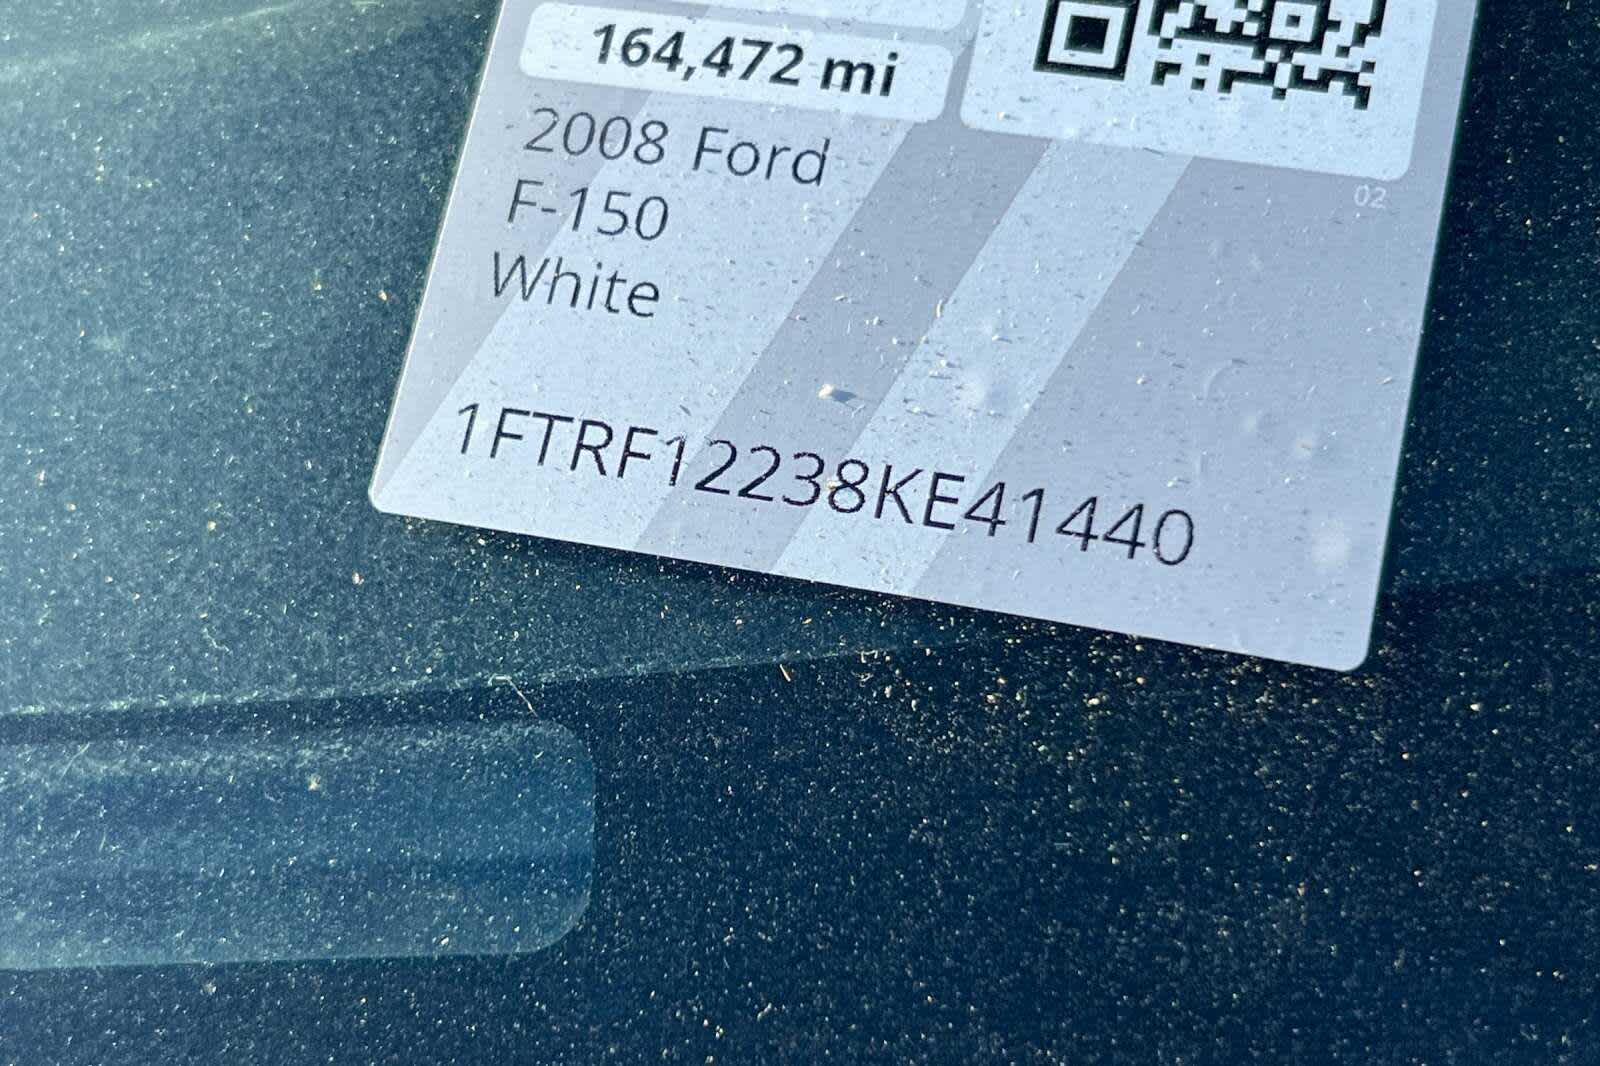 164,472 mi
2008 Ford
F-150
White
02
1FTRF12238KE41440